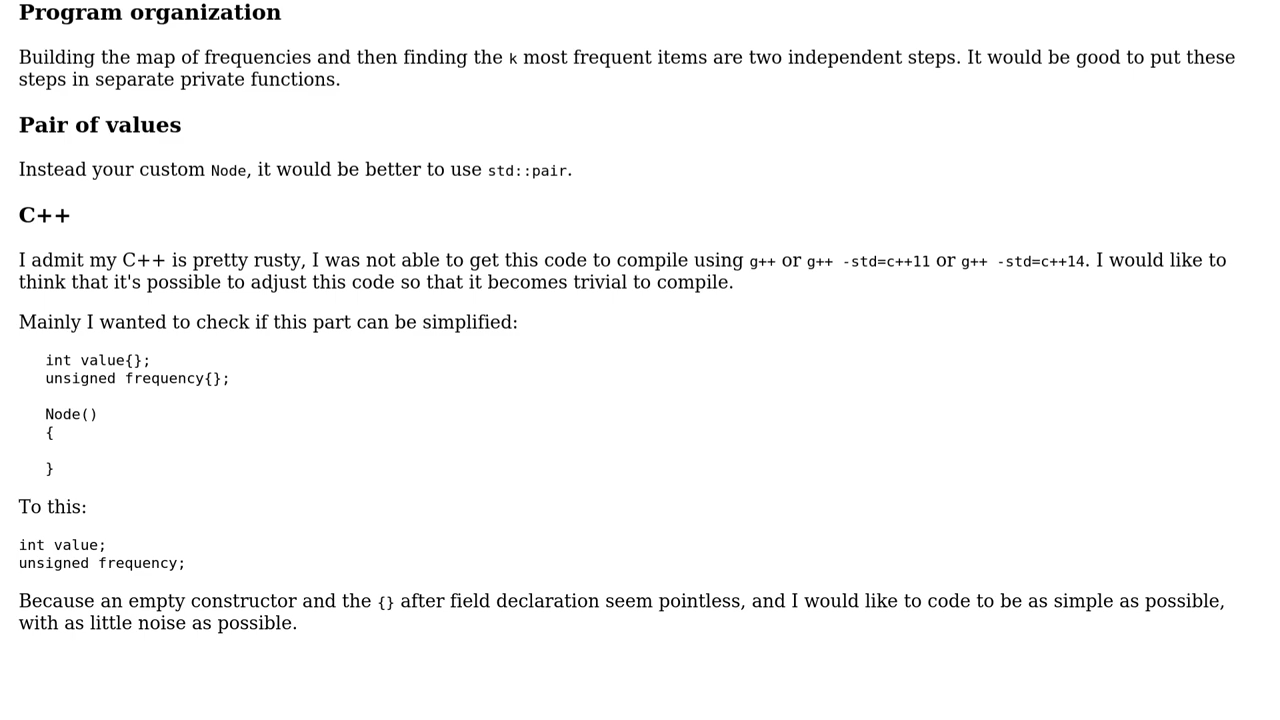 Program organization
Building the map of frequencies and then finding the k most frequent items are two independent steps. It would be good to put these
steps in separate private functions.
Pair of values
Instead your custom Node, it would be better to use std::pair.
C++
I admit my C++ is pretty rusty, I was not able to get this code to compile using g++ or g++ -std=c++11 or g++ -std=c++14. I would like to
think that it's possible to adjust this code so that it becomes trivial to compile.
Mainly I wanted to check if this part can be simplified:
int value{};
unsigned frequency{};
Node()
{
}
To this:
int value;
unsigned frequency;
Because an empty constructor and the {} after field declaration seem pointless, and I would like to code to be as simple as possible,
with as little noise as possible.